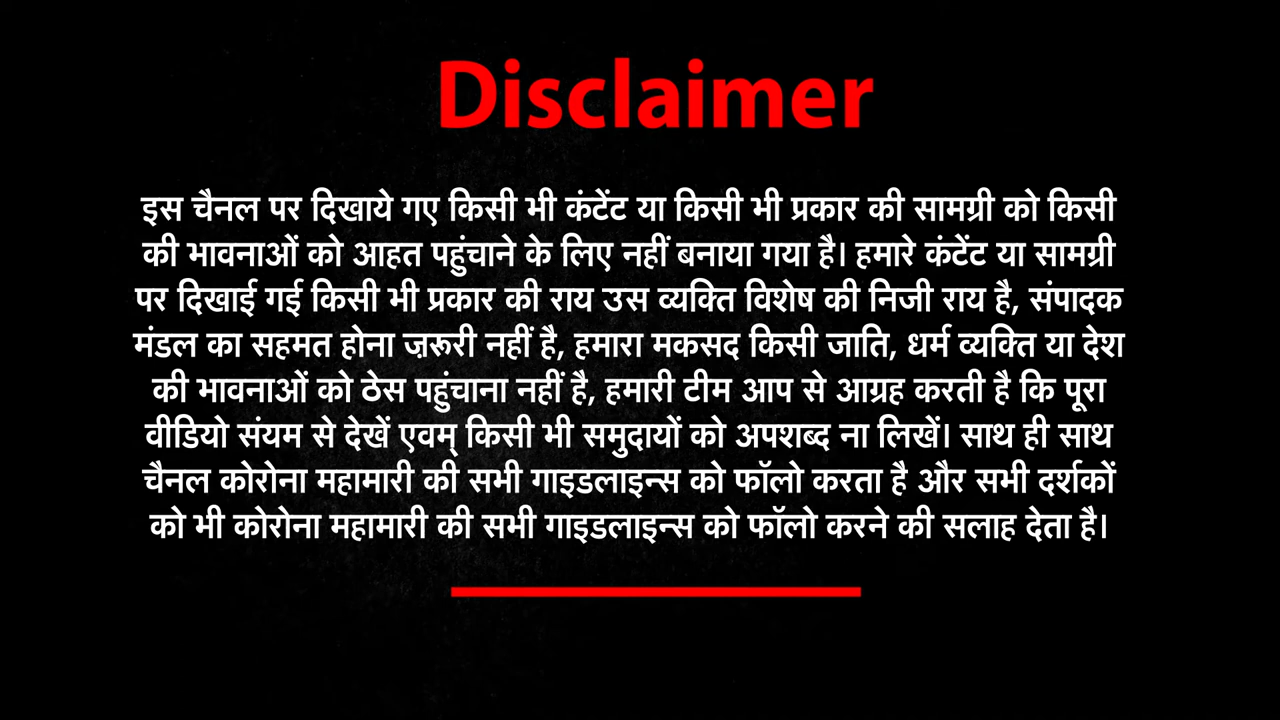 Disclaimer
इस चैनल पर दिखाये गए किसी भी कंटेंट या किसी भी प्रकार की सामग्री को किसी
की भावनाओं को आहत पहुंचाने के लिए नहीं बनाया गया है। हमारे कंटेंट या सामग्री
पर दिखाई गई किसी भी प्रकार की राय उस व्यक्ति विशेष की निजी राय है, संपादक
मंडल का सहमत होना ज़रूरी नहीं है, हमारा मकसद किसी जाति, धर्म व्यक्ति या देश
की भावनाओं को ठेस पहुंचाना नहीं है, हमारी टीम आप से आग्रह करती है कि पूरा
वीडियो संयम से देखें एवम् किसी भी समुदायों को अपशब्द ना लिखें। साथ ही साथ
चैनल कोरोना महामारी की सभी गाइडलाइन्स को फॉलो करता है और सभी दर्शकों
को भी कोरोना महामारी की सभी गाइडलाइन्स को फॉलो करने की सलाह देता है।